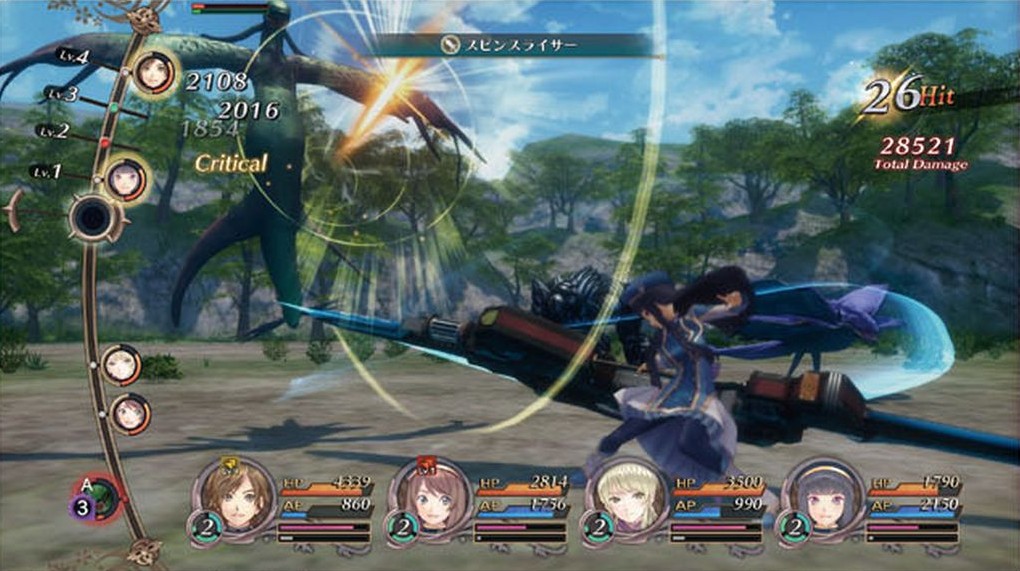 スピンスライサー
Lv.4
2108
Lv.3
2016
26Hit
Lv.2
1854
28521
Critical
Total Damage
Lv.1
A
3
2
HP 4339
AP 860
2
HP 2814
AP 1756
2
HP 3500
AP 990
2
HP 1790
AP 2150